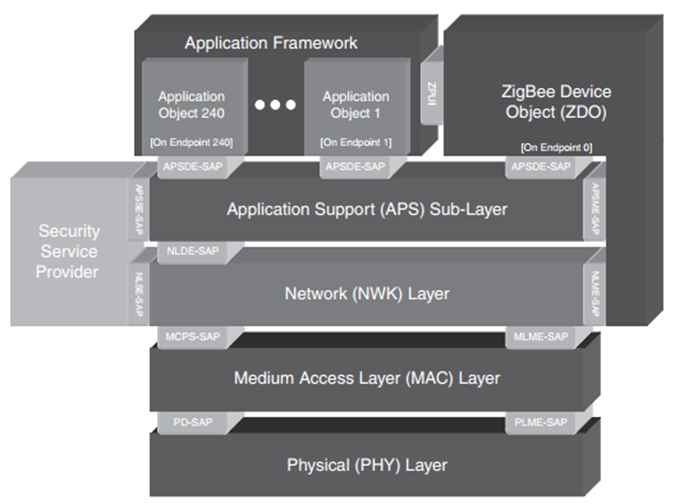 Application Framework
Application
Object 240
[On Endpoint 240]
Application
Object 1
[On Endpoint 1]
ZPUI
ZigBee Device
Object (ZDO)
[On Endpoint 0]
APSDE-SAP
APSDE-SAP
APSDE-SAP
Security
Service
Provider
APSSE-SAP
Application Support (APS) Sub-Layer
APSME-SAP
NLDE-SAP
NLSE-SAP
Network (NWK) Layer
NLME-SAP
MCPS-SAP
MLME-SAP
Medium Access Layer (MAC) Layer
PD-SAP
PLME-SAP
Physical (PHY) Layer